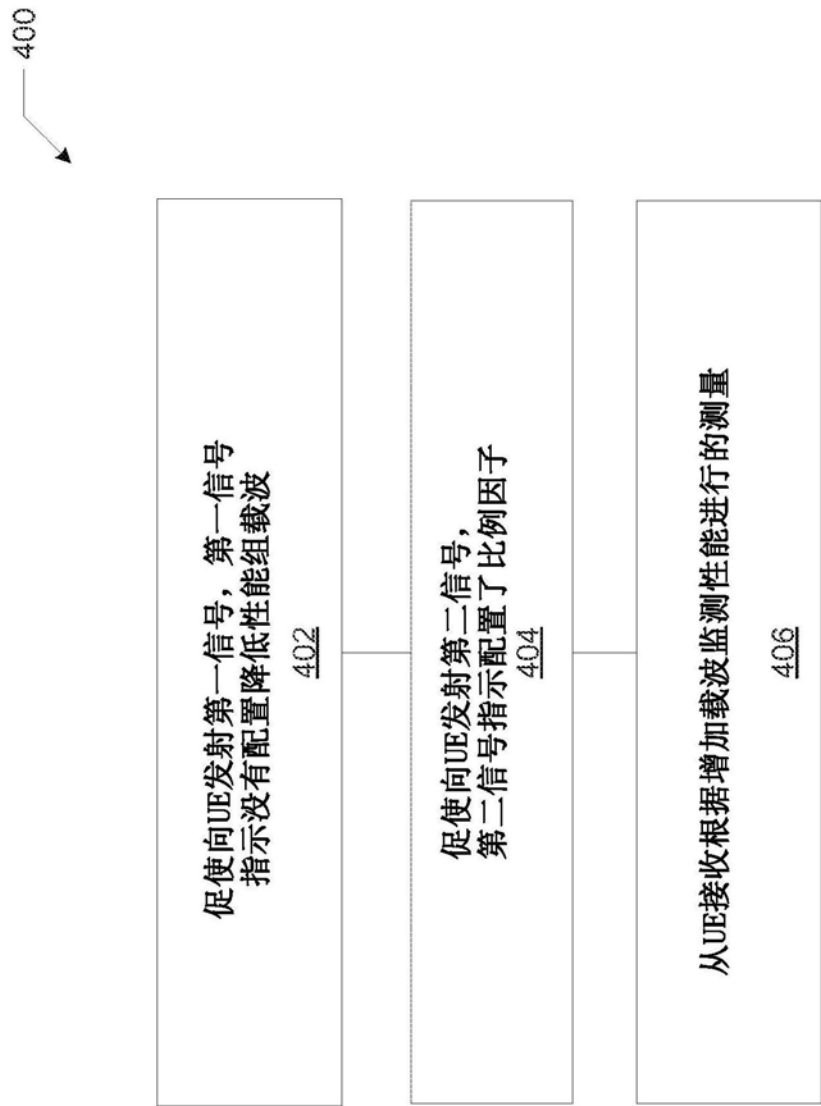 400
促使向UE发射第一信号，第一信号
指示没有配置降低性能组载波
402
促使向UE发射第二信号，
第二信号指示配置了比例因子
404
从UE接收根据增加载波监测性能进行的测量
406